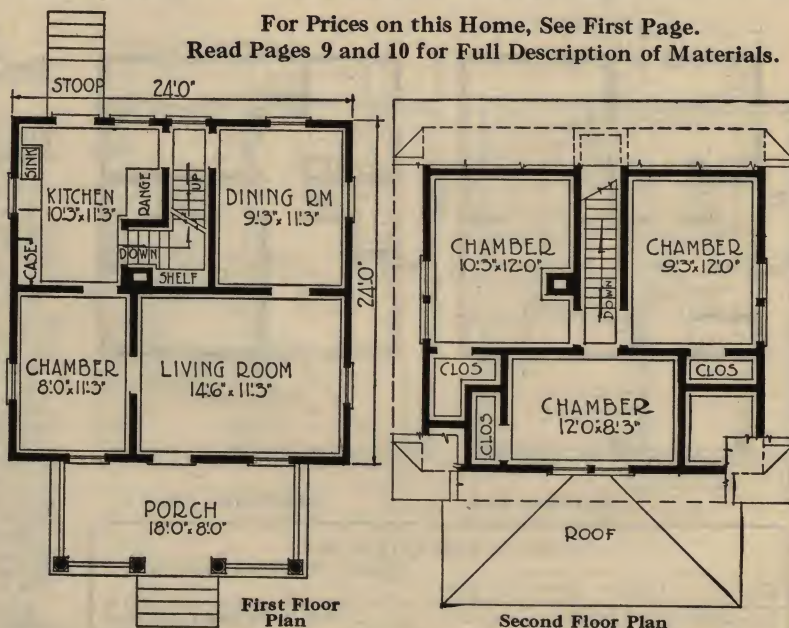 For Prices on this Home, See First Page.
Read Pages 9 and 10 for Full Description of Materials.
STOOP
24'0"
SINK
KITCHEN
10'3"x11'3"
RANGE
UP
DINING RM
9'3"x11'3"
CASE
DOWN
SHELF
24'0"
CHAMBER
8'0"x11'3"
LIVING ROOM
14'6"x11'3"
PORCH
18'0"x8'0"
First Floor
Plan
CHAMBER
10'3"x12'0"
CHAMBER
9'3"x12'0"
DOWN
CLOS
CLOS
CLOS
CHAMBER
12'0"x8'3"
ROOF
Second Floor Plan